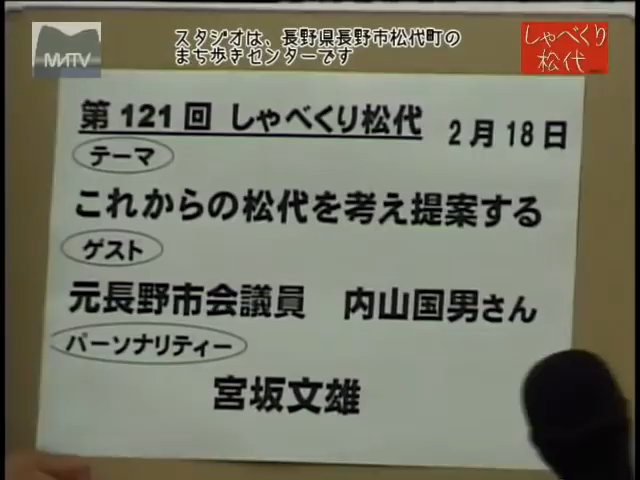 MATV
スタジオは、長野県長野市松代町の
まち歩きセンターです
しゃべくり
松代
第121回 しゃべくり松代 2月18日
テーマ
これからの松代を考え提案する
ゲスト
元長野市会議員 内山国男さん
パーソナリティー
宮坂文雄